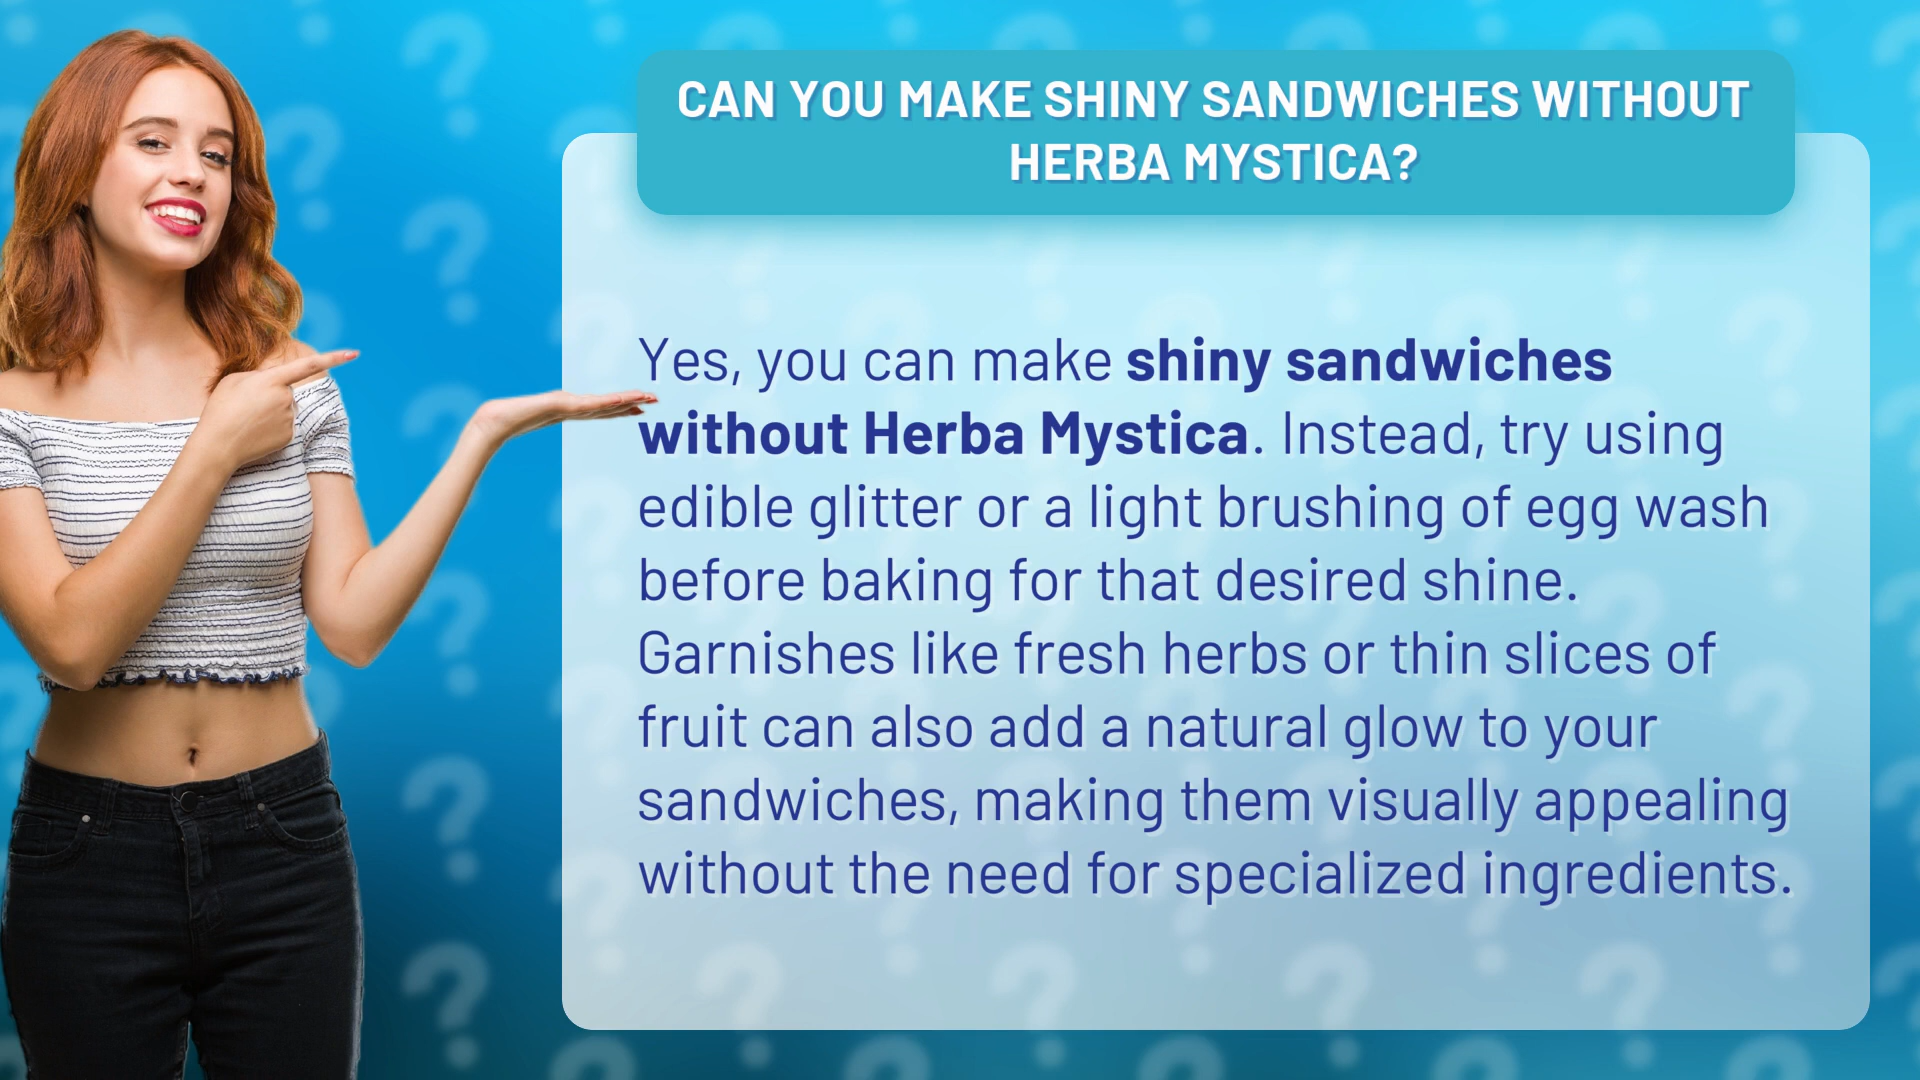 CAN YOU MAKE SHINY SANDWICHES WITHOUT
HERBA MYSTICA?
Yes, you can make shiny sandwiches
without Herba Mystica. Instead, try using
edible glitter or a light brushing of egg wash
before baking for that desired shine.
Garnishes like fresh herbs or thin slices of
fruit can also add a natural glow to your
sandwiches, making them visually appealing
without the need for specialized ingredients.